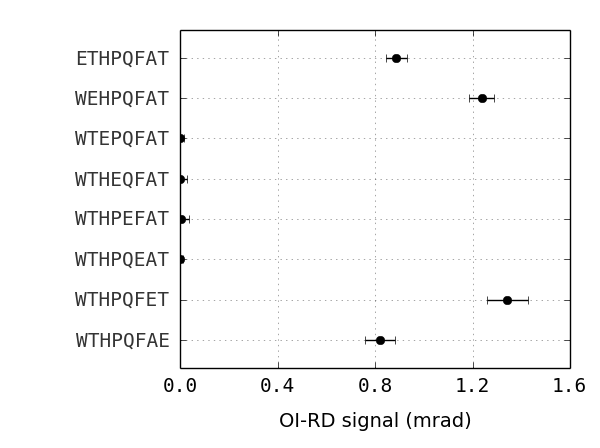 ETHPQFAT
WEHPQFAT
WTEPQFAT
WTHEQFAT
WTHPEFAT
WTHPQEAT
WTHPQFET
WTHPQFAE
0.0 0.4 0.8 1.2 1.6
OI-RD signal (mrad)